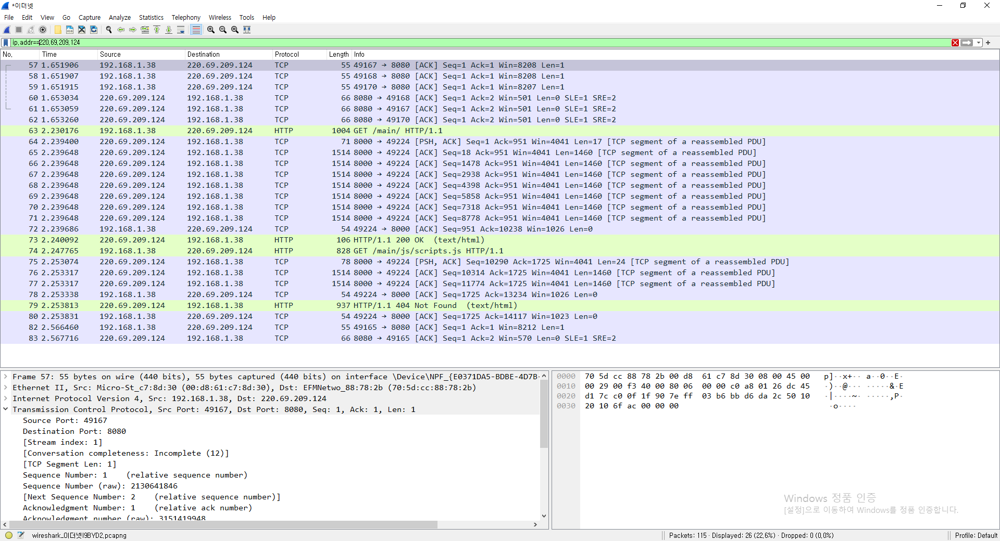 *이더넷
File Edit View Go Capture Analyze Statistics Telephony Wireless Tools Help
ip.addr==220.69.209.124
No. Time Source Destination Protocol Length Info
57 1.651906 192.168.1.38 220.69.209.124 TCP 55 49167 → 8080 [ACK] Seq=1 Ack=1 Win=8208 Len=1
58 1.651907 192.168.1.38 220.69.209.124 TCP 55 49168 → 8080 [ACK] Seq=1 Ack=1 Win=8208 Len=1
59 1.651915 192.168.1.38 220.69.209.124 TCP 55 49170 → 8080 [ACK] Seq=1 Ack=1 Win=8207 Len=1
60 1.653034 220.69.209.124 192.168.1.38 TCP 66 8080 → 49168 [ACK] Seq=1 Ack=2 Win=501 Len=0 SLE=1 SRE=2
61 1.653059 220.69.209.124 192.168.1.38 TCP 66 8080 → 49167 [ACK] Seq=1 Ack=2 Win=501 Len=0 SLE=1 SRE=2
62 1.653260 220.69.209.124 192.168.1.38 TCP 66 8080 → 49170 [ACK] Seq=1 Ack=2 Win=501 Len=0 SLE=1 SRE=2
63 2.230176 192.168.1.38 220.69.209.124 HTTP 1004 GET /main/ HTTP/1.1
64 2.239400 220.69.209.124 192.168.1.38 TCP 71 8000 → 49224 [PSH, ACK] Seq=1 Ack=951 Win=4041 Len=17 [TCP segment of a reassembled PDU]
65 2.239648 220.69.209.124 192.168.1.38 TCP 1514 8000 → 49224 [ACK] Seq=18 Ack=951 Win=4041 Len=1460 [TCP segment of a reassembled PDU]
66 2.239648 220.69.209.124 192.168.1.38 TCP 1514 8000 → 49224 [ACK] Seq=1478 Ack=951 Win=4041 Len=1460 [TCP segment of a reassembled PDU]
67 2.239648 220.69.209.124 192.168.1.38 TCP 1514 8000 → 49224 [ACK] Seq=2938 Ack=951 Win=4041 Len=1460 [TCP segment of a reassembled PDU]
68 2.239648 220.69.209.124 192.168.1.38 TCP 1514 8000 → 49224 [ACK] Seq=4398 Ack=951 Win=4041 Len=1460 [TCP segment of a reassembled PDU]
69 2.239648 220.69.209.124 192.168.1.38 TCP 1514 8000 → 49224 [ACK] Seq=5858 Ack=951 Win=4041 Len=1460 [TCP segment of a reassembled PDU]
70 2.239648 220.69.209.124 192.168.1.38 TCP 1514 8000 → 49224 [ACK] Seq=7318 Ack=951 Win=4041 Len=1460 [TCP segment of a reassembled PDU]
71 2.239648 220.69.209.124 192.168.1.38 TCP 1514 8000 → 49224 [ACK] Seq=8778 Ack=951 Win=4041 Len=1460 [TCP segment of a reassembled PDU]
72 2.239686 192.168.1.38 220.69.209.124 TCP 54 49224 → 8000 [ACK] Seq=951 Ack=10238 Win=1026 Len=0
73 2.240092 220.69.209.124 192.168.1.38 HTTP 106 HTTP/1.1 200 OK (text/html)
74 2.247765 192.168.1.38 220.69.209.124 HTTP 828 GET /main/js/scripts.js HTTP/1.1
75 2.253074 220.69.209.124 192.168.1.38 TCP 78 8000 → 49224 [PSH, ACK] Seq=10290 Ack=1725 Win=4041 Len=24 [TCP segment of a reassembled PDU]
76 2.253317 220.69.209.124 192.168.1.38 TCP 1514 8000 → 49224 [ACK] Seq=10314 Ack=1725 Win=4041 Len=1460 [TCP segment of a reassembled PDU]
77 2.253317 220.69.209.124 192.168.1.38 TCP 1514 8000 → 49224 [ACK] Seq=11774 Ack=1725 Win=4041 Len=1460 [TCP segment of a reassembled PDU]
78 2.253338 192.168.1.38 220.69.209.124 TCP 54 49224 → 8000 [ACK] Seq=1725 Ack=13234 Win=1026 Len=0
79 2.253813 220.69.209.124 192.168.1.38 HTTP 937 HTTP/1.1 404 Not Found (text/html)
80 2.253831 192.168.1.38 220.69.209.124 TCP 54 49224 → 8000 [ACK] Seq=1725 Ack=14117 Win=1023 Len=0
82 2.566460 192.168.1.38 220.69.209.124 TCP 55 49165 → 8080 [ACK] Seq=1 Ack=1 Win=8212 Len=1
83 2.567716 220.69.209.124 192.168.1.38 TCP 66 8080 → 49165 [ACK] Seq=1 Ack=2 Win=570 Len=0 SLE=1 SRE=2
Frame 57: 55 bytes on wire (440 bits), 55 bytes captured (440 bits) on interface \Device\NPF_{E0371DA5-BDBE-4D7B-
Ethernet II, Src: Micro-St_c7:8d:30 (00:d8:61:c7:8d:30), Dst: EFMNetwo_88:78:2b (70:5d:cc:88:78:2b)
Internet Protocol Version 4, Src: 192.168.1.38, Dst: 220.69.209.124
Transmission Control Protocol, Src Port: 49167, Dst Port: 8080, Seq: 1, Ack: 1, Len: 1
Source Port: 49167
Destination Port: 8080
[Stream index: 1]
[Conversation completeness: Incomplete (12)]
[TCP Segment Len: 1]
Sequence Number: 1 (relative sequence number)
Sequence Number (raw): 2130641846
[Next Sequence Number: 2 (relative sequence number)]
Acknowledgment Number: 1 (relative ack number)
Acknowledgment number (raw): 3151419948
0000 70 5d cc 88 78 2b 00 d8 61 c7 8d 30 08 00 45 00 p]··x+·· a··0··E·
0010 00 29 00 f3 40 00 80 06 00 00 c0 a8 01 26 dc 45 ·)··@··· ·····&·E
0020 d1 7c c0 0f 1f 90 7e ff 03 b6 bb d6 da 2c 50 10 ·|····~· ·····,P·
0030 20 10 6f ac 00 00 00 ·o····
Windows 정품 인증
[설정]으로 이동하여 Windows를 정품 인증합니다.
wireshark_이더넷I9BYD2.pcapng
Packets: 115 · Displayed: 26 (22.6%) · Dropped: 0 (0.0%)
Profile: Default